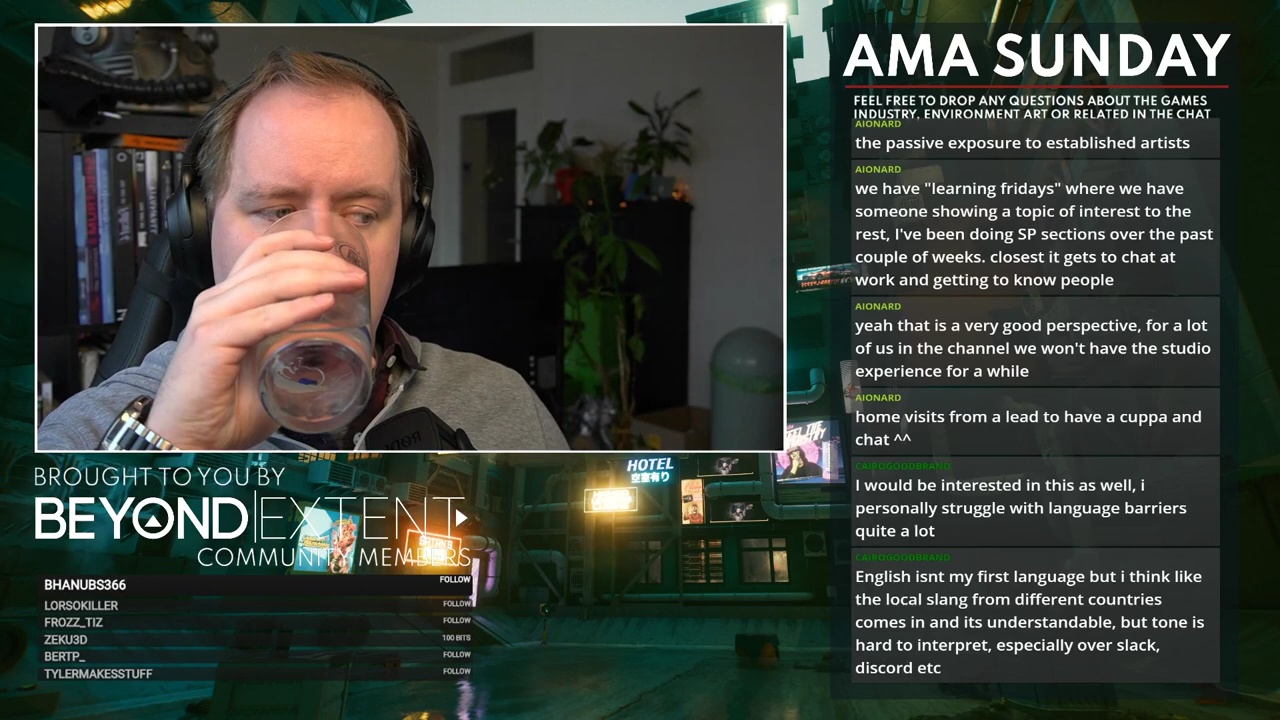 AMA SUNDAY
FEEL FREE TO DROP ANY QUESTIONS ABOUT THE GAMES
INDUSTRY, ENVIRONMENT ART OR RELATED IN THE CHAT
AIONARD
the passive exposure to established artists
AIONARD
we have "learning fridays" where we have
someone showing a topic of interest to the
rest, I've been doing SP sections over the past
couple of weeks. closest it gets to chat at
work and getting to know people
AIONARD
yeah that is a very good perspective, for a lot
of us in the channel we won't have the studio
experience for a while
AIONARD
home visits from a lead to have a cuppa and
chat ^^
CAIROGOODBRAND
I would be interested in this as well, i
personally struggle with language barriers
quite a lot
CAIROGOODBRAND
English isnt my first language but i think like
the local slang from different countries
comes in and its understandable, but tone is
hard to interpret, especially over slack,
discord etc
HOTEL
空室有り
BROUGHT TO YOU BY
BEYOND|EXTENT
COMMUNITY MEMBERS
BHANUBS366 FOLLOW
LORSOKILLER FOLLOW
FROZZ_TIZ FOLLOW
ZEKU3D 100 BITS
BERTP_ FOLLOW
TYLERMAKESSTUFF FOLLOW